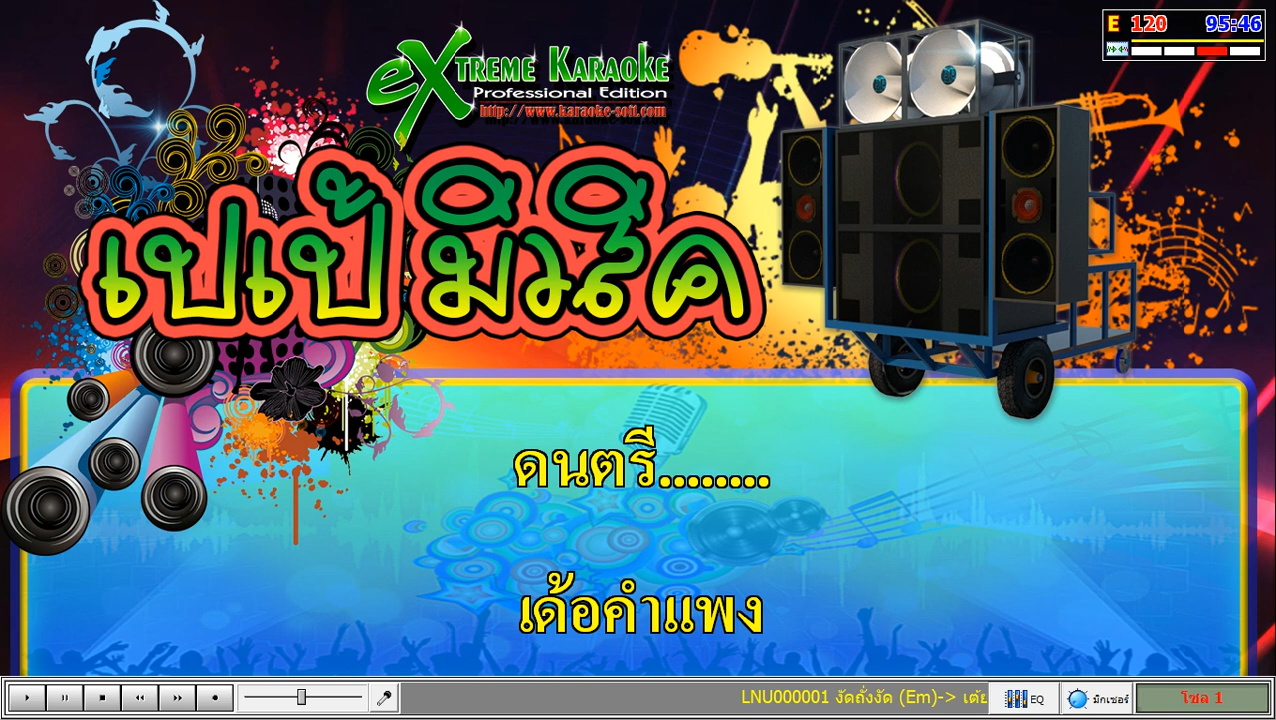 E 120 95:46
eXTREME KARAOKE
Professional Edition
http://www.karaoke-soft.com
เปเป้ มิวสิค
ดนตรี........
เด้อคำแพง
LNU000001 งัดถั่งงัด (Em)-> เต้ย
EQ
มิกเซอร์
โซล 1